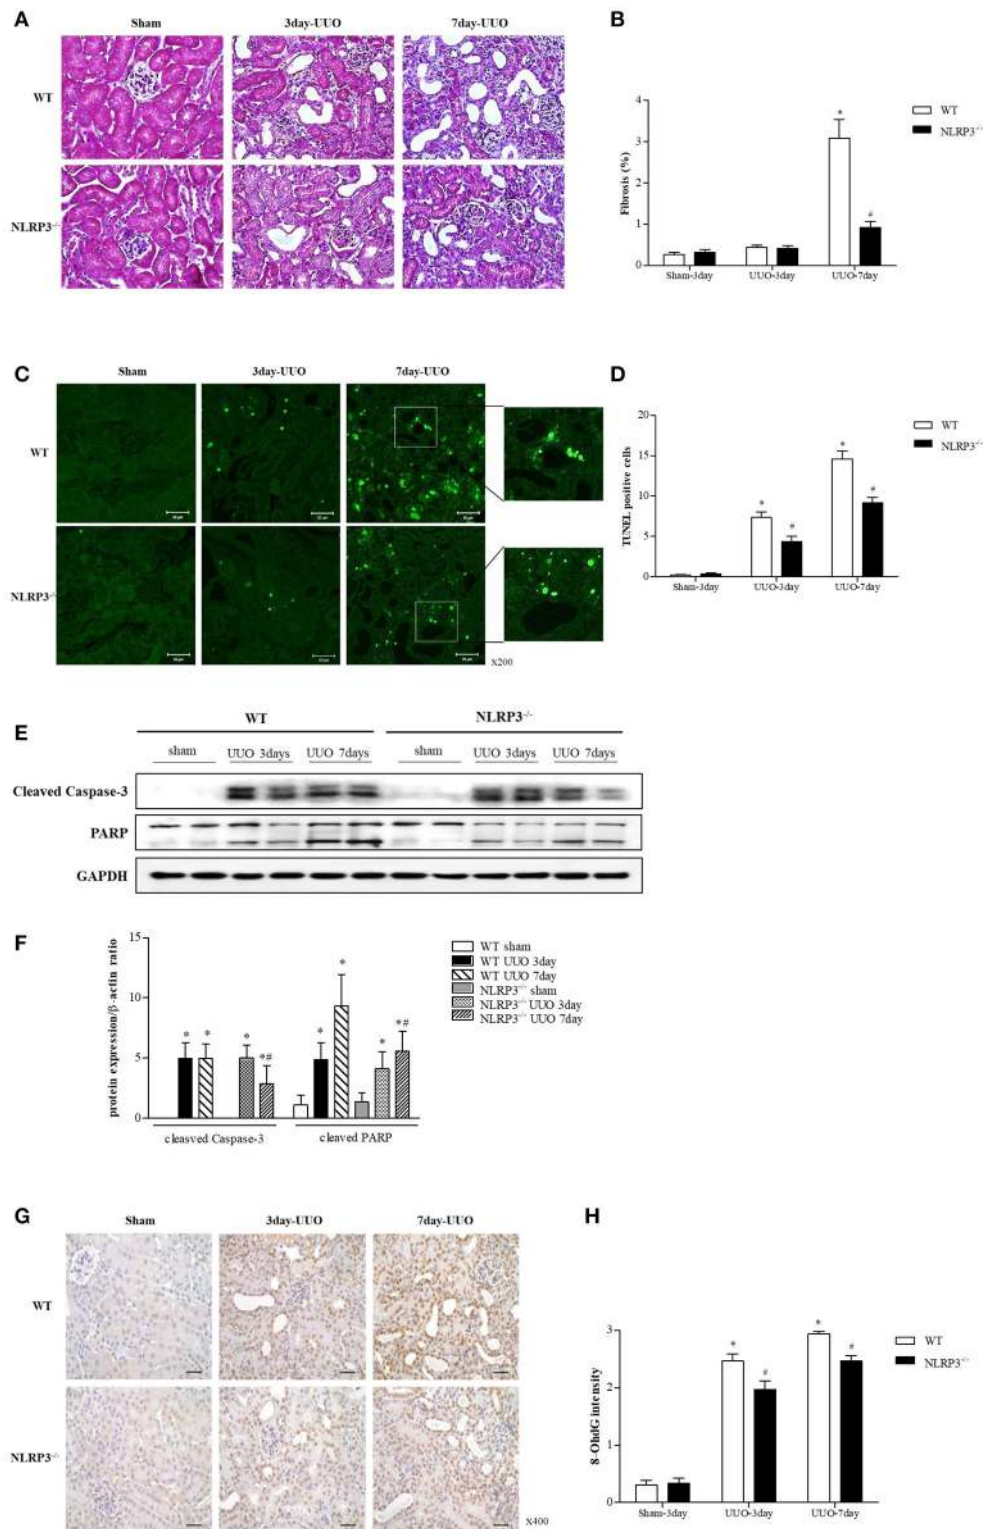 A
Sham
3day-UUO
7day-UUO
WT
NLRP3-/-
B
Fibrosis (%)
4
3
2
1
0
*
#
Sham-3day
UUO-3day
UUO-7day
WT
NLRP3-/-
C
Sham
3day-UUO
7day-UUO
WT
NLRP3-/-
X200
D
TUNEL positive cells
20
15
10
5
0
*
#
*
#
Sham-3day
UUO-3day
UUO-7day
WT
NLRP3-/-
E
WT
NLRP3-/-
sham
UUO 3days
UUO 7days
sham
UUO 3days
UUO 7days
Cleaved Caspase-3
PARP
GAPDH
F
protein expression/β-actin ratio
15
10
5
0
*
*
*
*#
*
*
*
*#
cleasved Caspase-3
cleaved PARP
WT sham
WT UUO 3day
WT UUO 7day
NLRP3-/- sham
NLRP3-/- UUO 3day
NLRP3-/- UUO 7day
G
Sham
3day-UUO
7day-UUO
WT
NLRP3-/-
X400
H
8-OhdG intensity
3
2
1
0
*
#
*
#
Sham-3day
UUO-3day
UUO-7day
WT
NLRP3-/-